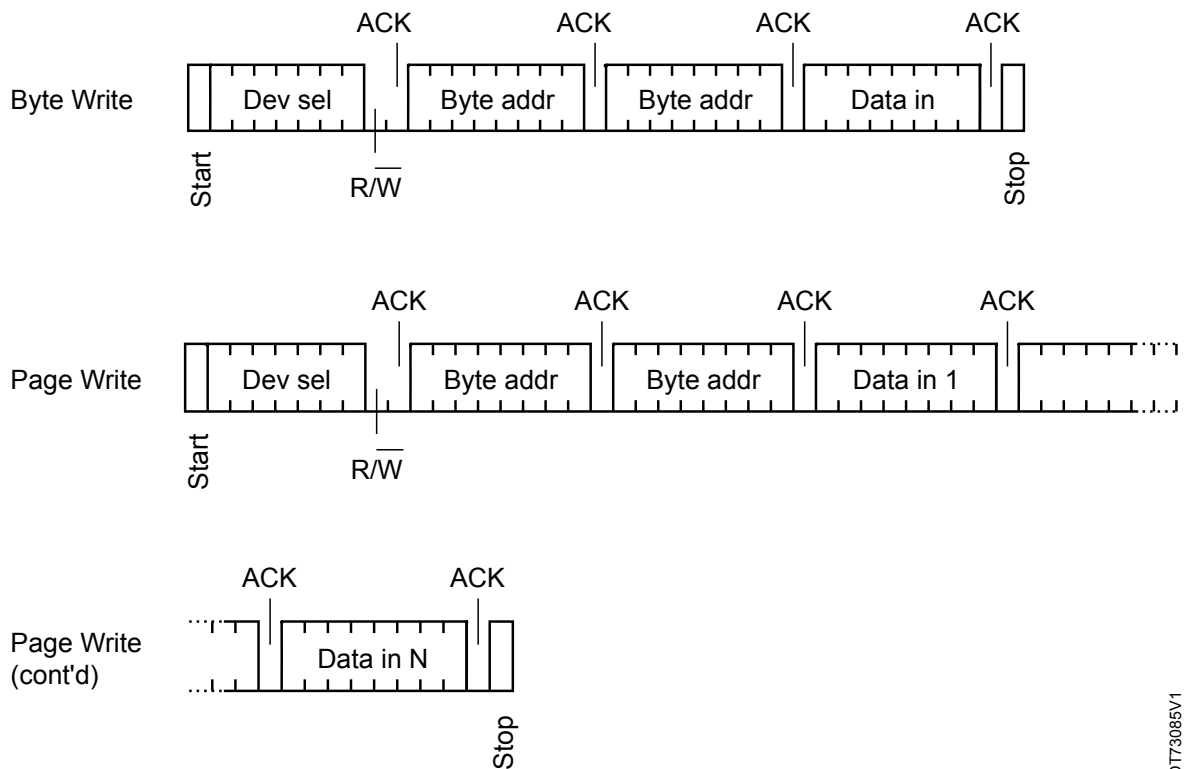 ACK ACK ACK ACK
Byte Write Dev sel Byte addr Byte addr Data in
Start R/W̅ Stop
ACK ACK ACK ACK
Page Write Dev sel Byte addr Byte addr Data in 1
Start R/W̅
ACK ACK
Page Write
(cont'd) Data in N
Stop